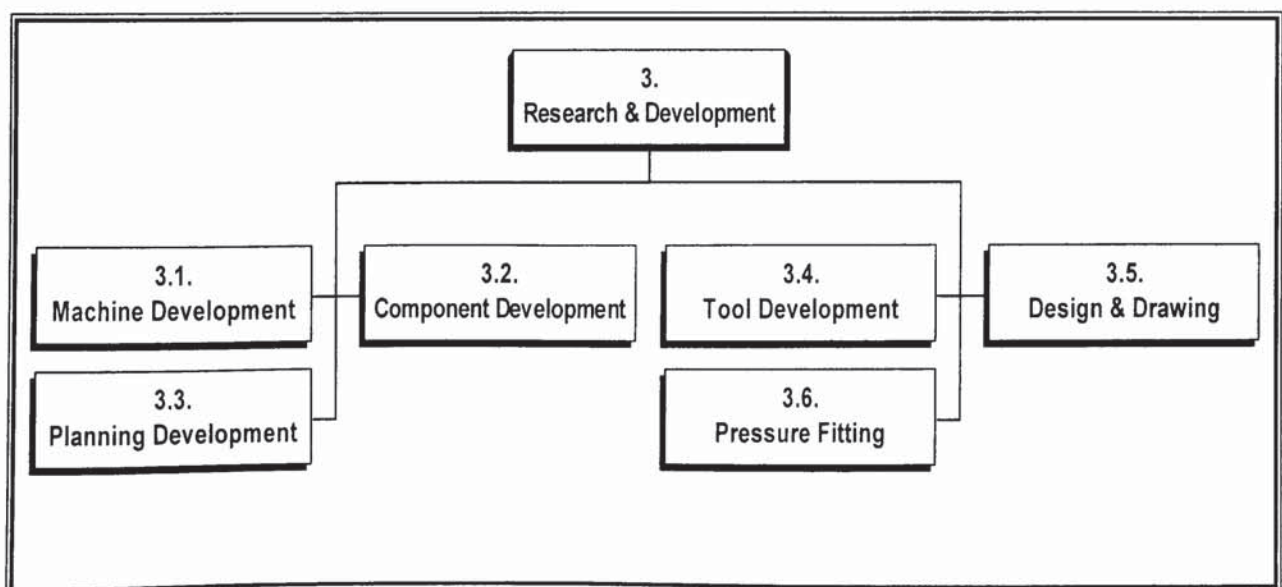 3.
Research & Development
3.1.
Machine Development
3.2.
Component Development
3.4.
Tool Development
3.5.
Design & Drawing
3.3.
Planning Development
3.6.
Pressure Fitting